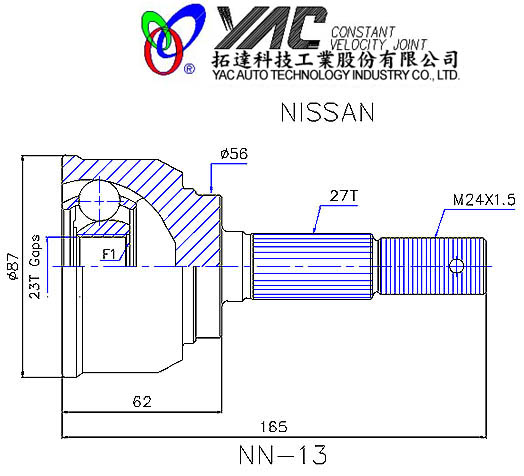 YAC CONSTANT
VELOCITY JOINT
®
拓達科技工業股份有限公司
YAC AUTO TECHNOLOGY INDUSTRY CO., LTD.
NISSAN
ø56
27T
M24X1.5
F1
23T Gaps
ø87
62
165
NN-13